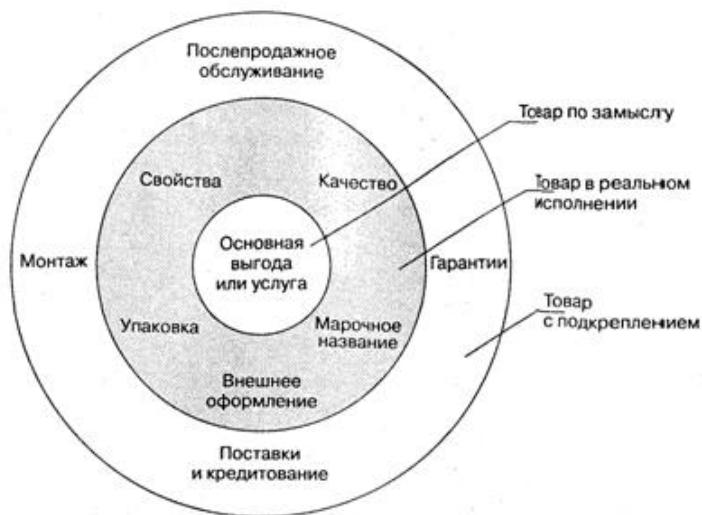 Послепродажное
обслуживание
Товар по замыслу
Свойства
Качество
Товар в реальном
исполнении
Основная
выгода
или услуга
Монтаж
Гарантии
Упаковка
Марочное
название
Товар
с подкреплением
Внешнее
оформление
Поставки
и кредитование